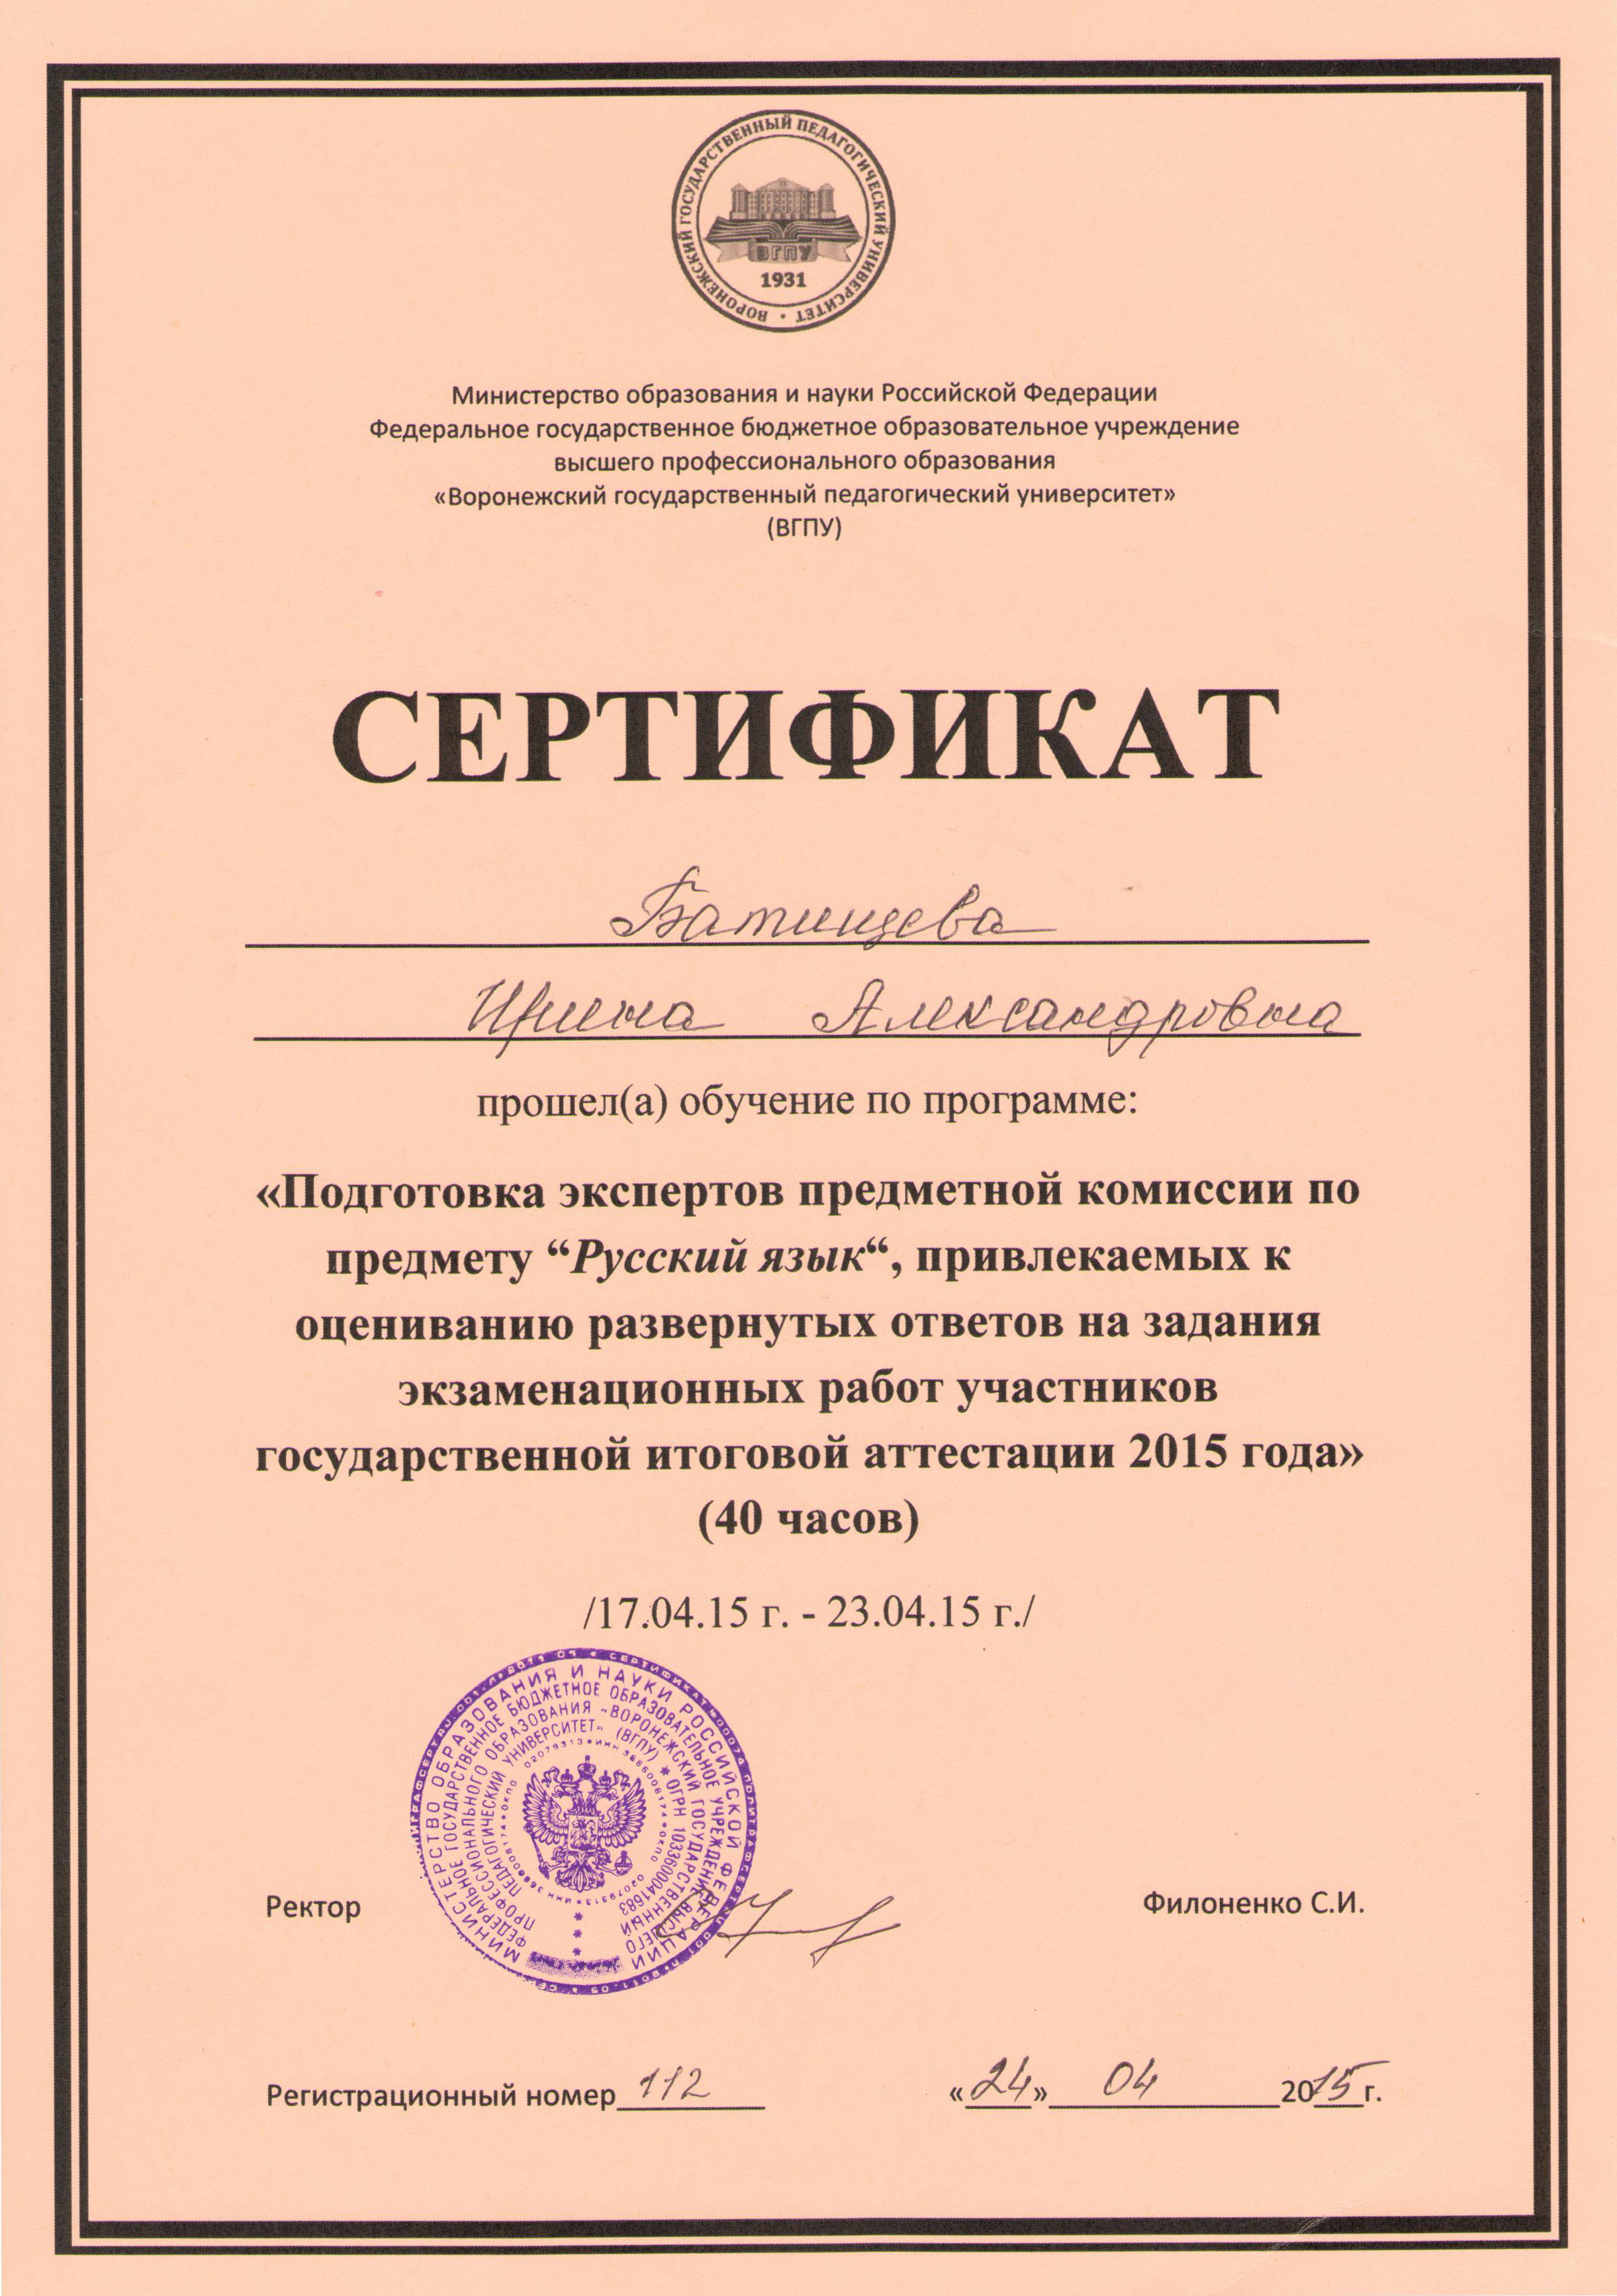 ВОРОНЕЖСКИЙ ГОСУДАРСТВЕННЫЙ ПЕДАГОГИЧЕСКИЙ УНИВЕРСИТЕТ •
ВГПУ
1931
Министерство образования и науки Российской Федерации
Федеральное государственное бюджетное образовательное учреждение
высшего профессионального образования
«Воронежский государственный педагогический университет»
(ВГПУ)
СЕРТИФИКАТ
Батищева
Ирина Александровна
прошел(а) обучение по программе:
«Подготовка экспертов предметной комиссии по
предмету “Русский язык“, привлекаемых к
оцениванию развернутых ответов на задания
экзаменационных работ участников
государственной итоговой аттестации 2015 года»
(40 часов)
/17.04.15 г. - 23.04.15 г./
МИНИСТЕРСТВО ОБРАЗОВАНИЯ И НАУКИ РОССИЙСКОЙ ФЕДЕРАЦИИ
ФЕДЕРАЛЬНОЕ ГОСУДАРСТВЕННОЕ БЮДЖЕТНОЕ ОБРАЗОВАТЕЛЬНОЕ УЧРЕЖДЕНИЕ ВЫСШЕГО
ПРОФЕССИОНАЛЬНОГО ОБРАЗОВАНИЯ «ВОРОНЕЖСКИЙ ГОСУДАРСТВЕННЫЙ
ПЕДАГОГИЧЕСКИЙ УНИВЕРСИТЕТ» (ВГПУ) * ОГРН 1033600041683
Ректор Филоненко С.И.
Регистрационный номер 112 «24» 04 2015 г.